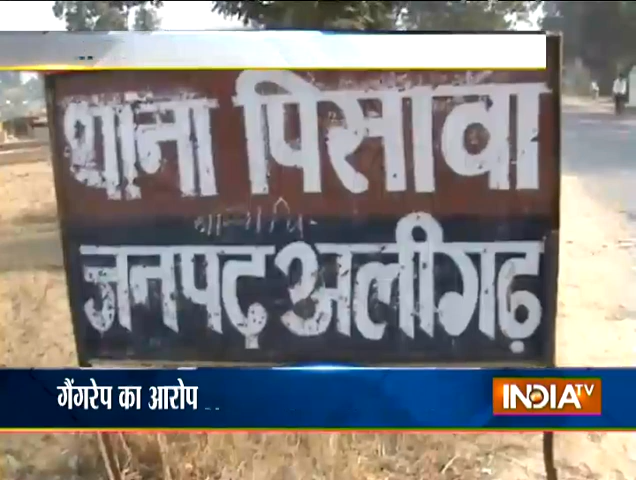 थाना पिसावा
जनपद अलीगढ़
गैंगरेप का आरोप
INDIA TV